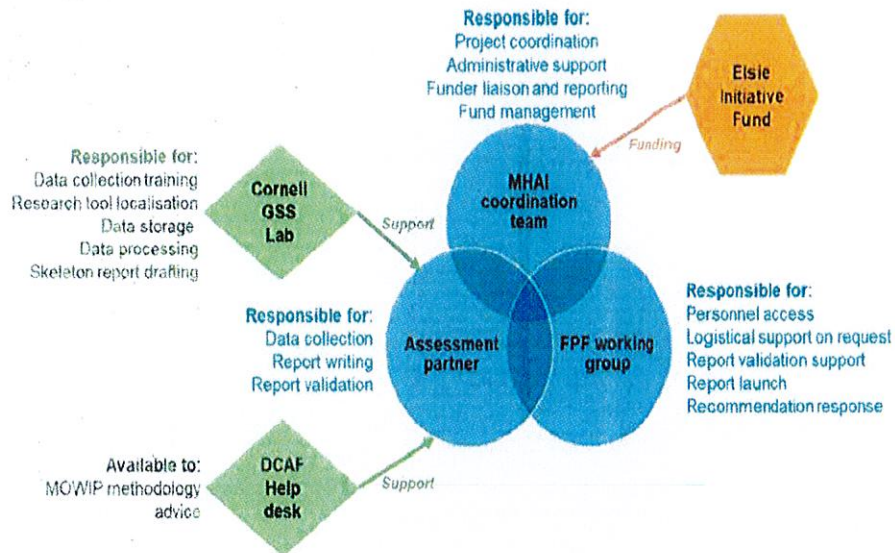 Responsible for:
Project coordination
Administrative support
Funder liaison and reporting
Fund management
Elsie
Initiative
Fund
Funding
MHAI
coordination
team
Responsible for:
Data collection training
Research tool localisation
Data storage
Data processing
Skeleton report drafting
Cornell
GSS
Lab
Support
Responsible for:
Data collection
Report writing
Report validation
Assessment
partner
FPF working
group
Responsible for:
Personnel access
Logistical support on request
Report validation support
Report launch
Recommendation response
Available to:
MOWIP methodology
advice
DCAF
Help
desk
Support